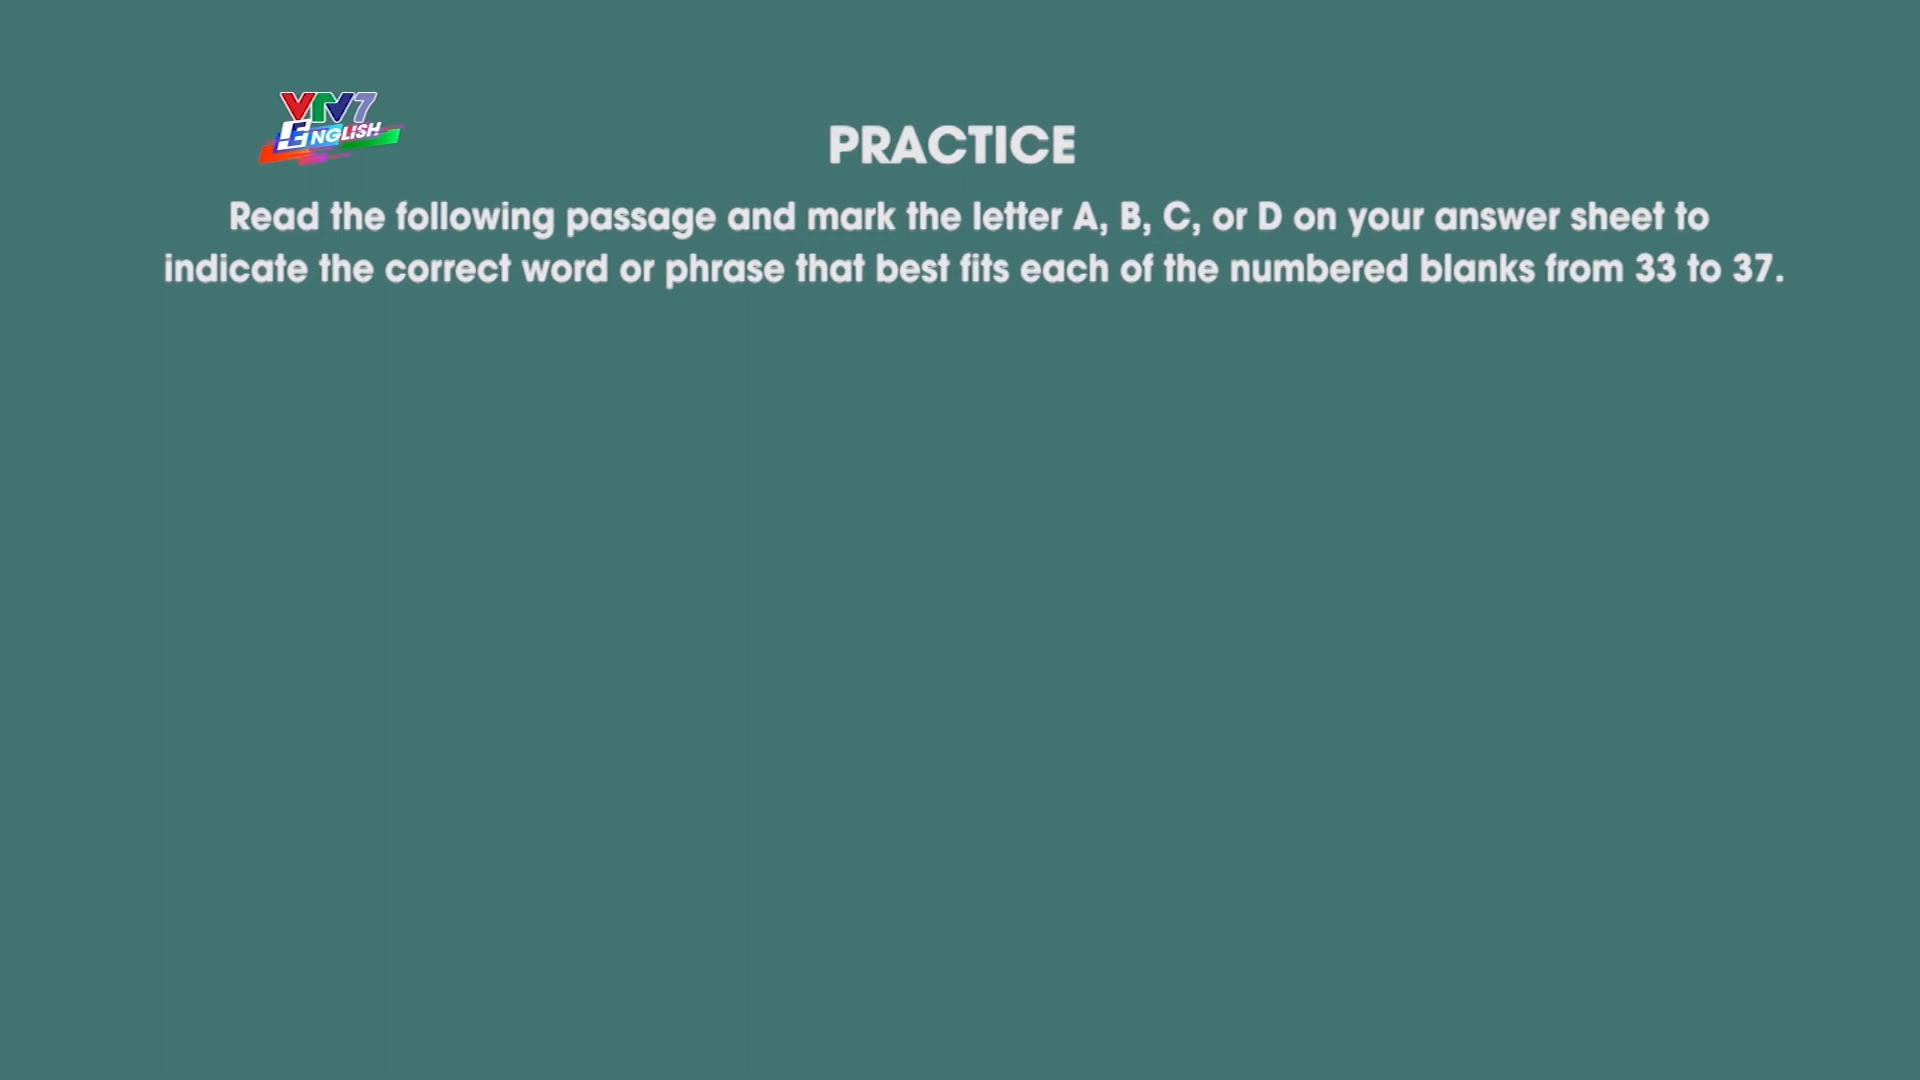 VTV7
ENGLISH
PRACTICE
Read the following passage and mark the letter A, B, C, or D on your answer sheet to
indicate the correct word or phrase that best fits each of the numbered blanks from 33 to 37.